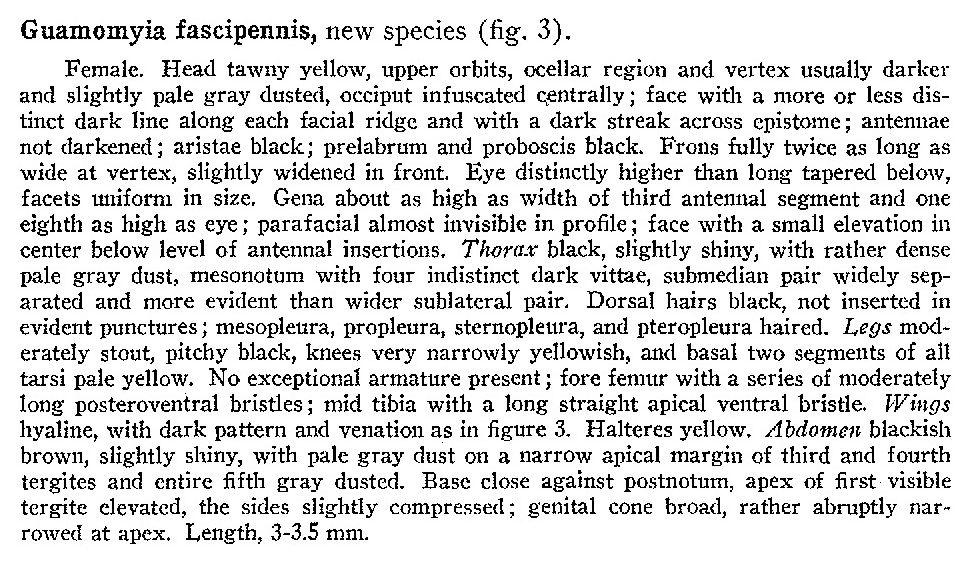 Guamomyia fascipennis, new species (fig. 3).
Female. Head tawny yellow, upper orbits, ocellar region and vertex usually darker
and slightly pale gray dusted, occiput infuscated centrally; face with a more or less dis-
tinct dark line along each facial ridge and with a dark streak across epistome; antennae
not darkened; aristae black; prelabrum and proboscis black. Frons fully twice as long as
wide at vertex, slightly widened in front. Eye distinctly higher than long tapered below,
facets uniform in size. Gena about as high as width of third antennal segment and one
eighth as high as eye; parafacial almost invisible in profile; face with a small elevation in
center below level of antennal insertions. Thorax black, slightly shiny, with rather dense
pale gray dust, mesonotum with four indistinct dark vittae, submedian pair widely sep-
arated and more evident than wider sublateral pair. Dorsal hairs black, not inserted in
evident punctures; mesopleura, propleura, sternopleura, and pteropleura haired. Legs mod-
erately stout, pitchy black, knees very narrowly yellowish, and basal two segments of all
tarsi pale yellow. No exceptional armature present; fore femur with a series of moderately
long posteroventral bristles; mid tibia with a long straight apical ventral bristle. Wings
hyaline, with dark pattern and venation as in figure 3. Halteres yellow. Abdomen blackish
brown, slightly shiny, with pale gray dust on a narrow apical margin of third and fourth
tergites and entire fifth gray dusted. Base close against postnotum, apex of first visible
tergite elevated, the sides slightly compressed; genital cone broad, rather abruptly nar-
rowed at apex. Length, 3-3.5 mm.